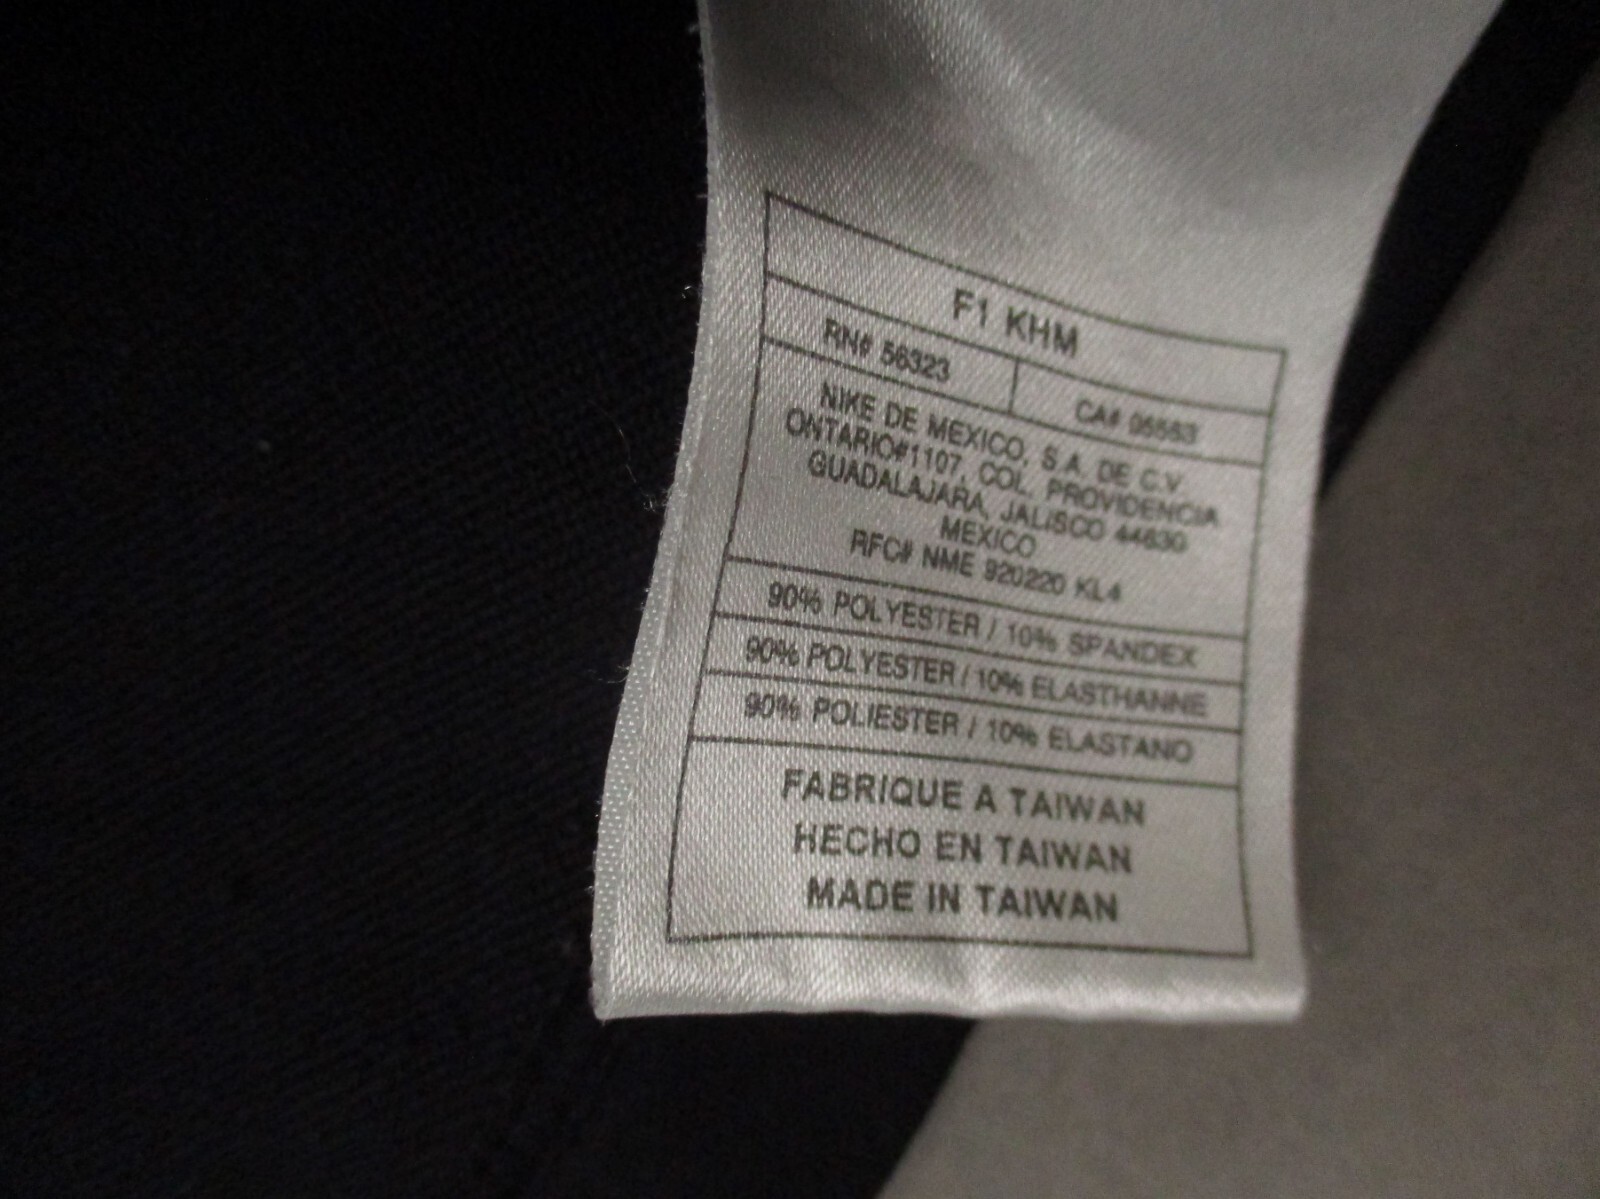 F1 KHM
RN# 56323
CA# 05553
NIKE DE MEXICO, S.A. DE C.V.
ONTARIO#1107, COL. PROVIDENCIA
GUADALAJARA, JALISCO 44630
MEXICO
RFC# NME 920220 KL4
90% POLYESTER / 10% SPANDEX
90% POLYESTER / 10% ELASTHANNE
90% POLIESTER / 10% ELASTANO
FABRIQUE A TAIWAN
HECHO EN TAIWAN
MADE IN TAIWAN